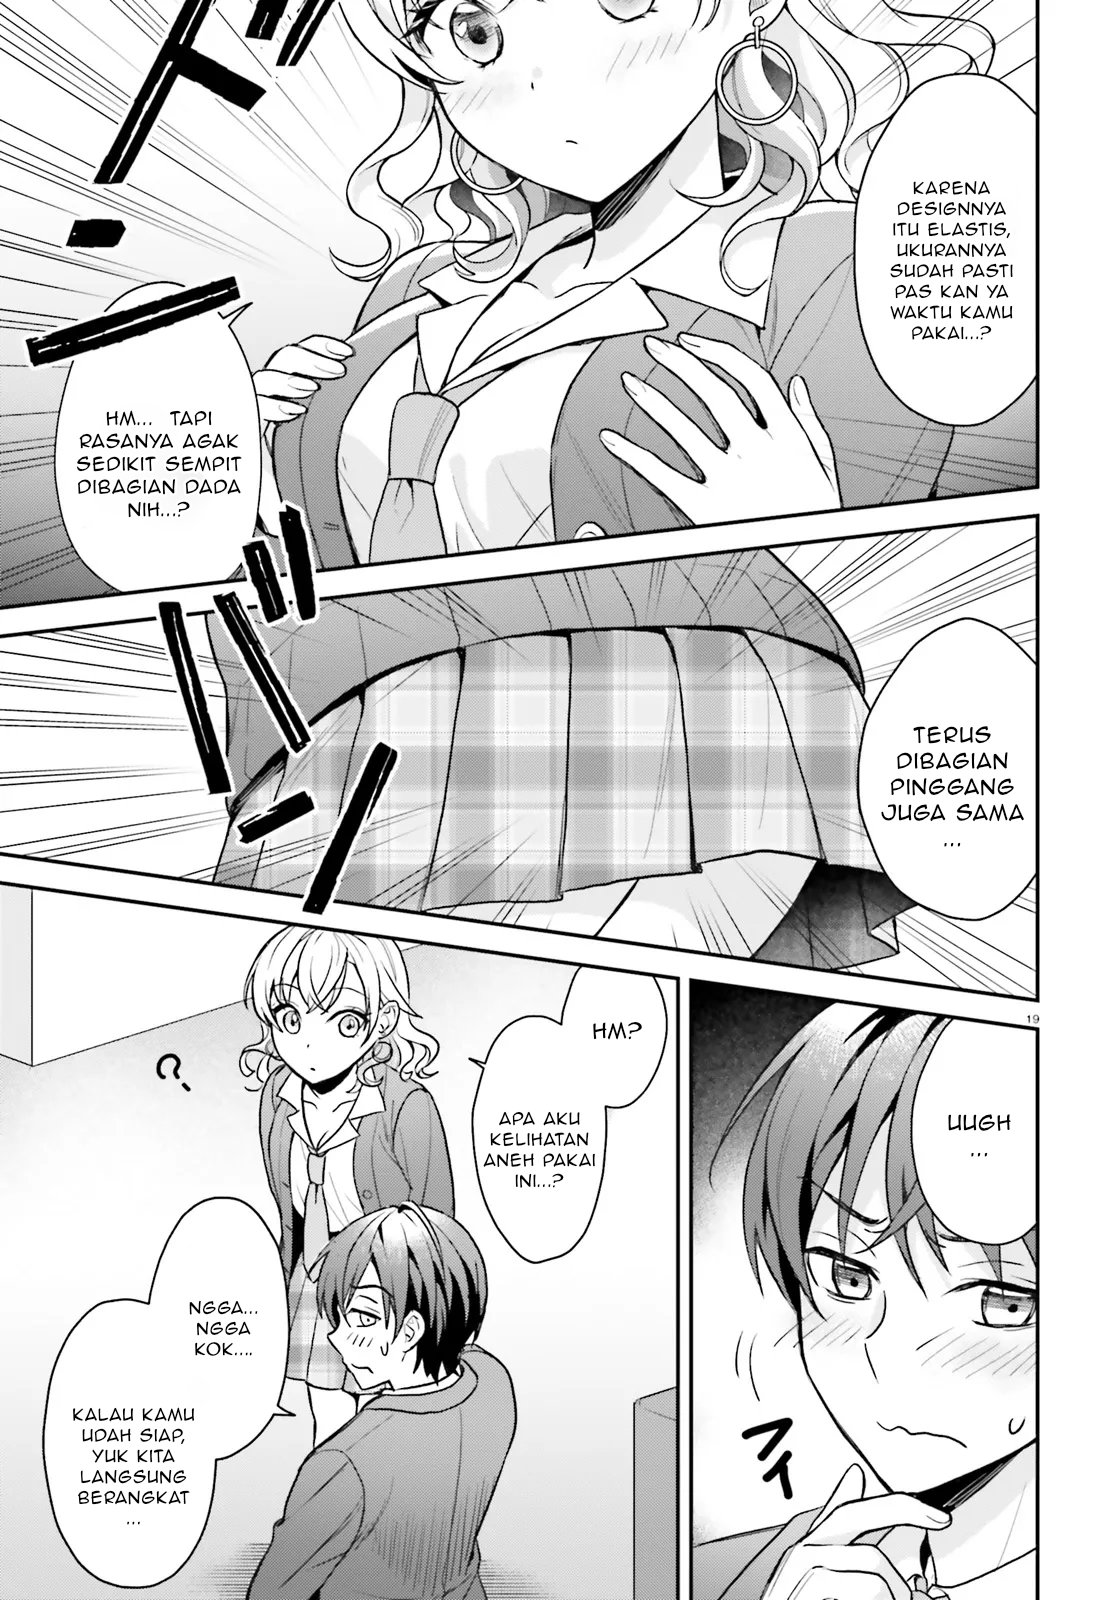 KARENA
DESIGNNYA
ITU ELASTIS,
UKURANNYA
SUDAH PASTI
PAS KAN YA
WAKTU KAMU
PAKAI...?
HM... TAPI
RASANYA AGAK
SEDIKIT SEMPIT
DIBAGIAN DADA
NIH...?
TERUS
DIBAGIAN
PINGGANG
JUGA SAMA
...
19
UUGH
...
プイ
HM?
APA AKU
KELIHATAN
ANEH PAKAI
INI...?
?
NGGA...
NGGA
KOK....
KALAU KAMU
UDAH SIAP,
YUK KITA
LANGSUNG
BERANGKAT
...